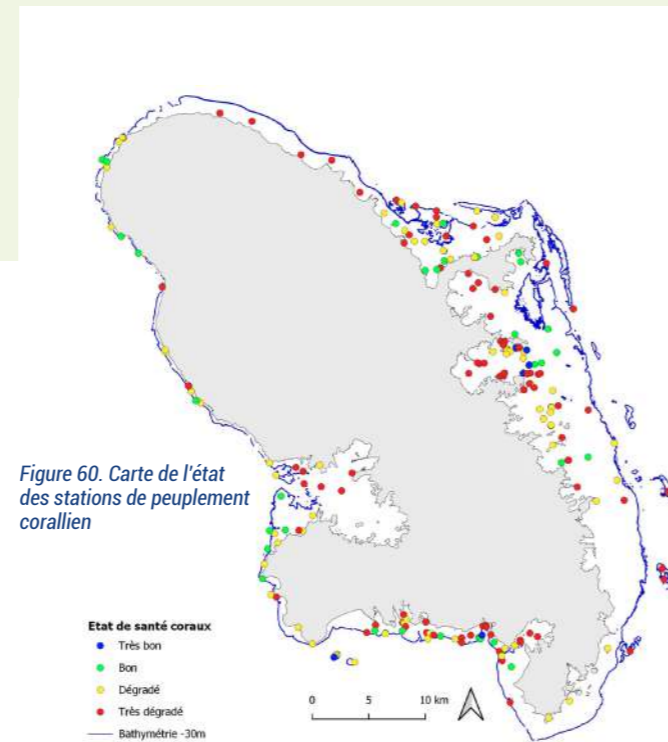 Figure 60. Carte de l'état
des stations de peuplement
corallien
Etat de santé coraux
Très bon
Bon
Dégradé
Très dégradé
Bathymétrie -30m
0 5 10 km